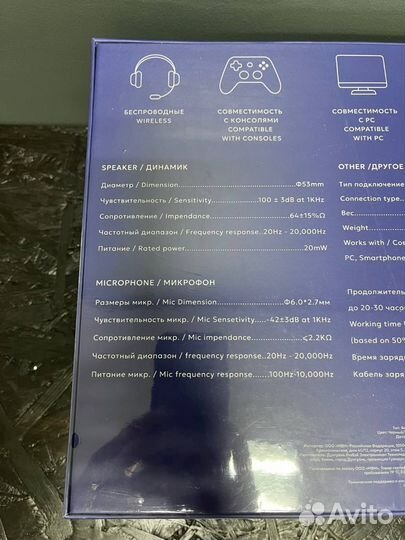 БЕСПРОВОДНЫЕ
WIRELESS
СОВМЕСТИМОСТЬ
С КОНСОЛЯМИ
COMPATIBLE
WITH CONSOLES
СОВМЕСТИМОСТЬ
С PC
COMPATIBLE
WITH PC
SPEAKER / ДИНАМИК
Диаметр / Dimension....Ф53mm
Чувствительность / Sensitivity....100 ± 3dB at 1KHz
Сопротивление / Impendance....64±15%Ω
Частотный диапазон / Frequency response..20Hz - 20,000Hz
Питание / Rated power....20mW
OTHER /ДРУГОЕ
Тип подключение
Connection type..
Вес....
Weight....
Works with / Сов
PC, Smartphone
MICROPHONE / МИКРОФОН
Размеры микр. / Mic Dimension....Ф6.0*2.7мм
Чувствительность микр. / Mic Sensetivity....-42±3dB at 1KHz
Сопротивление микр. / Mic impendance....≤2.2KΩ
Частотный диапазон / frequency response..20Hz - 20,000Hz
Питание микр. / Mic frequency response....100Hz-10,000Hz
Продолжитель
до 20-30 часо
Working time
(based on 50%
Время заряд
Кабель заря
Avito